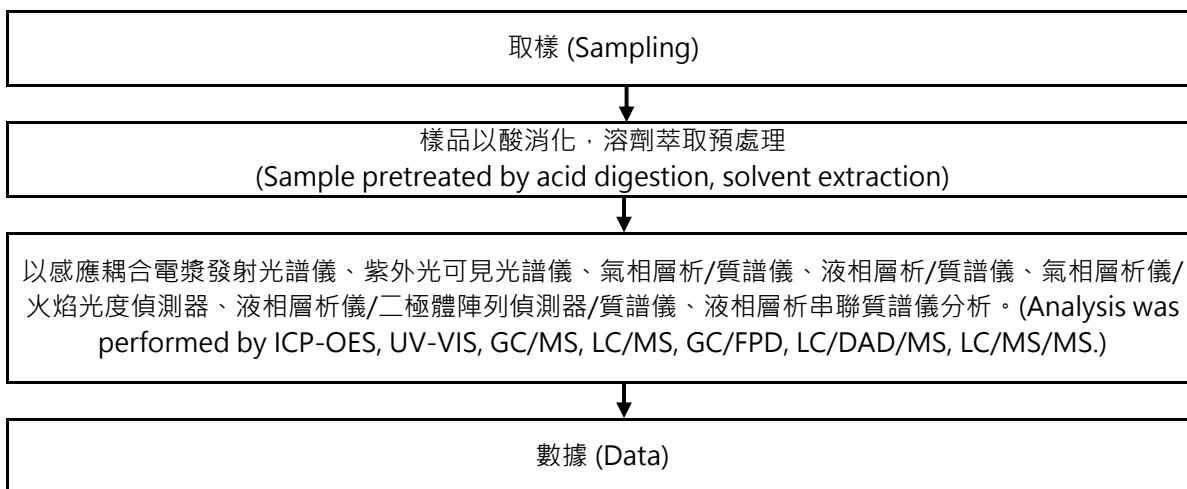 取樣 (Sampling)
樣品以酸消化，溶劑萃取預處理
(Sample pretreated by acid digestion, solvent extraction)
以感應耦合電漿發射光譜儀、紫外光可見光譜儀、氣相層析/質譜儀、液相層析/質譜儀、氣相層析儀/
火焰光度偵測器、液相層析儀/二極體陣列偵測器/質譜儀、液相層析串聯質譜儀分析。(Analysis was
performed by ICP-OES, UV-VIS, GC/MS, LC/MS, GC/FPD, LC/DAD/MS, LC/MS/MS.)
數據 (Data)